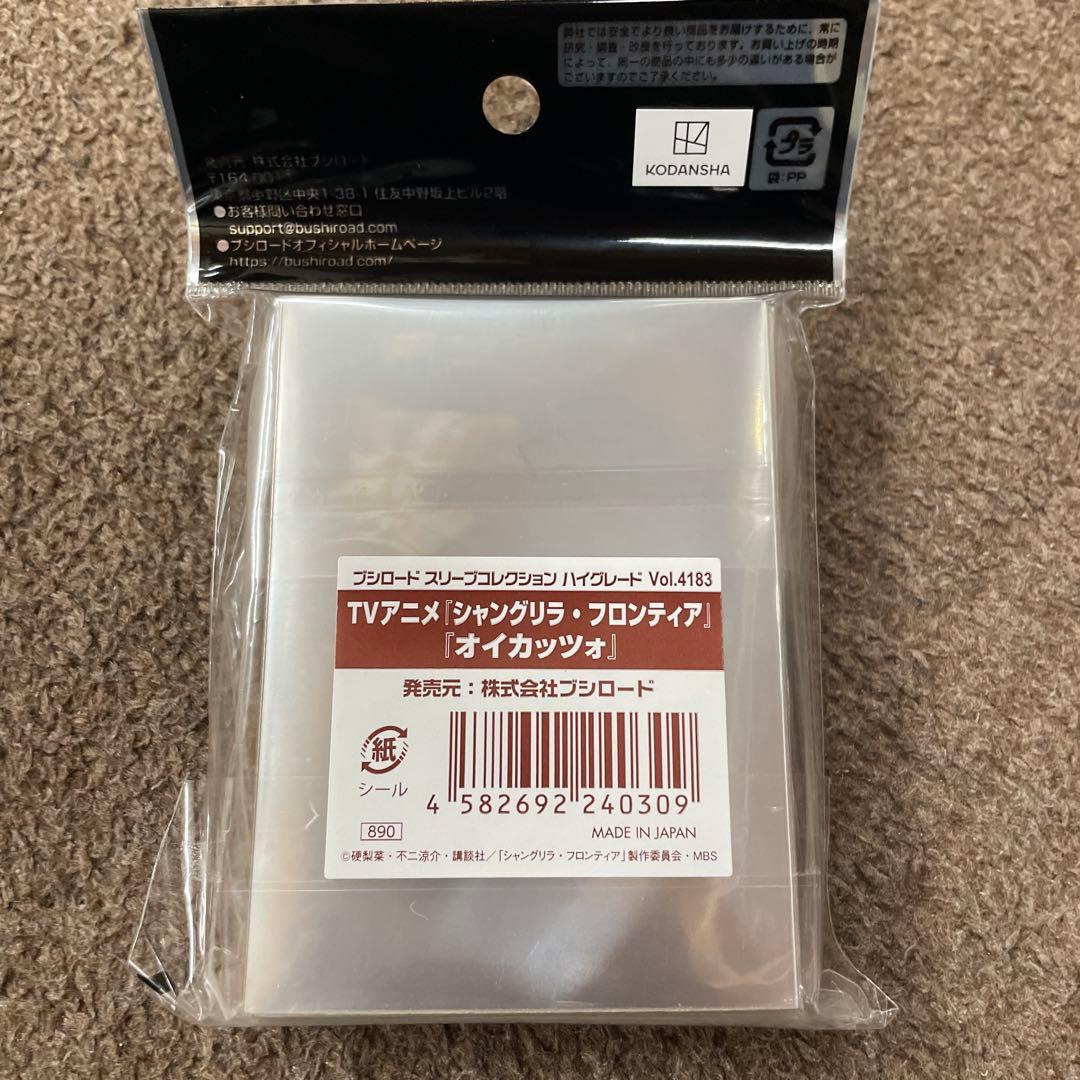 弊社では安全でより良い商品をお届けするために、常に
研究・調査・改良を行っております。お買い上げの時期
によって、同一の商品の中にも多少の違いがある場合が
ございますのでご了承ください。
KODANSHA
プラ
袋:PP
発売元 株式会社ブシロード
〒164-00
東京都中野区中央1-38-1 住友中野坂上ビル2階
●お客様問い合わせ窓口
support@bushiroad.com
●ブシロードオフィシャルホームページ
https://bushiroad.com/
ブシロード スリーブコレクション ハイグレード Vol.4183
TVアニメ『シャングリラ・フロンティア』
『オイカッツォ』
発売元:株式会社ブシロード
紙
シール
4 582692 240309
890
MADE IN JAPAN
©硬梨菜・不二涼介・講談社/「シャングリラ・フロンティア」製作委員会・MBS